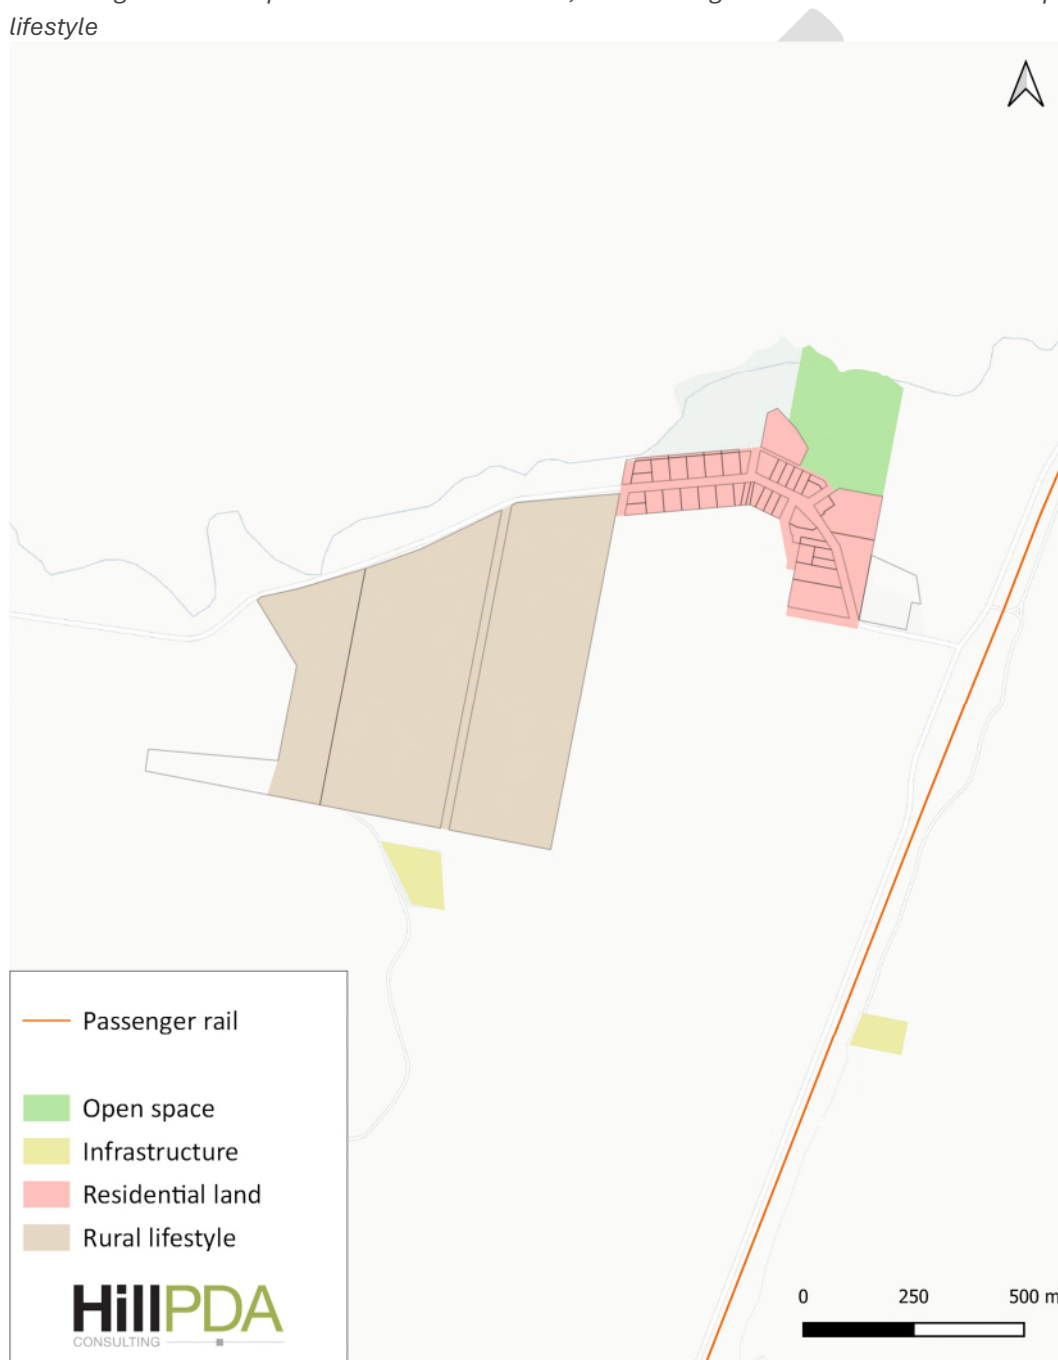 lifestyle
Passenger rail
Open space
Infrastructure
Residential land
Rural lifestyle
HillPDA
CONSULTING
0 250 500 m